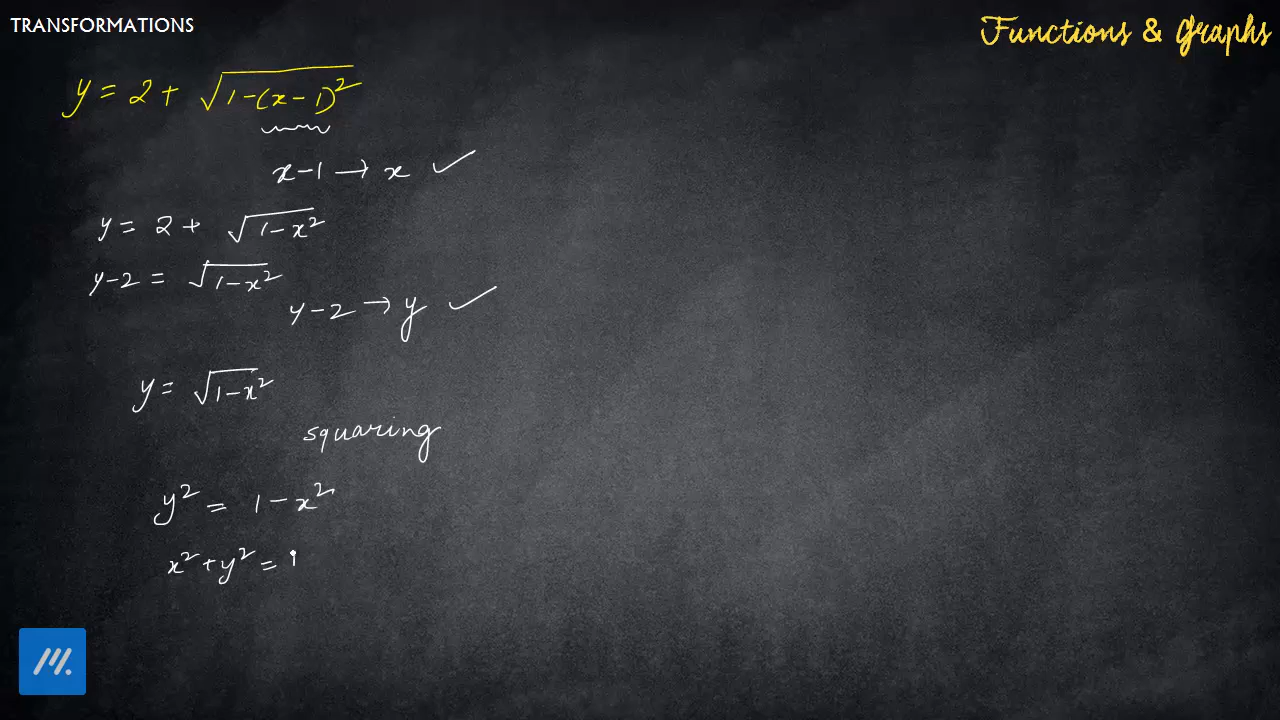 TRANSFORMATIONS
Functions & Graphs
y = 2 + √(1-(x-1)²)
x-1 → x ✓
y = 2 + √(1-x²)
y-2 = √(1-x²)
y-2 → y ✓
y = √(1-x²)
squaring
y² = 1-x²
x²+y² = 1